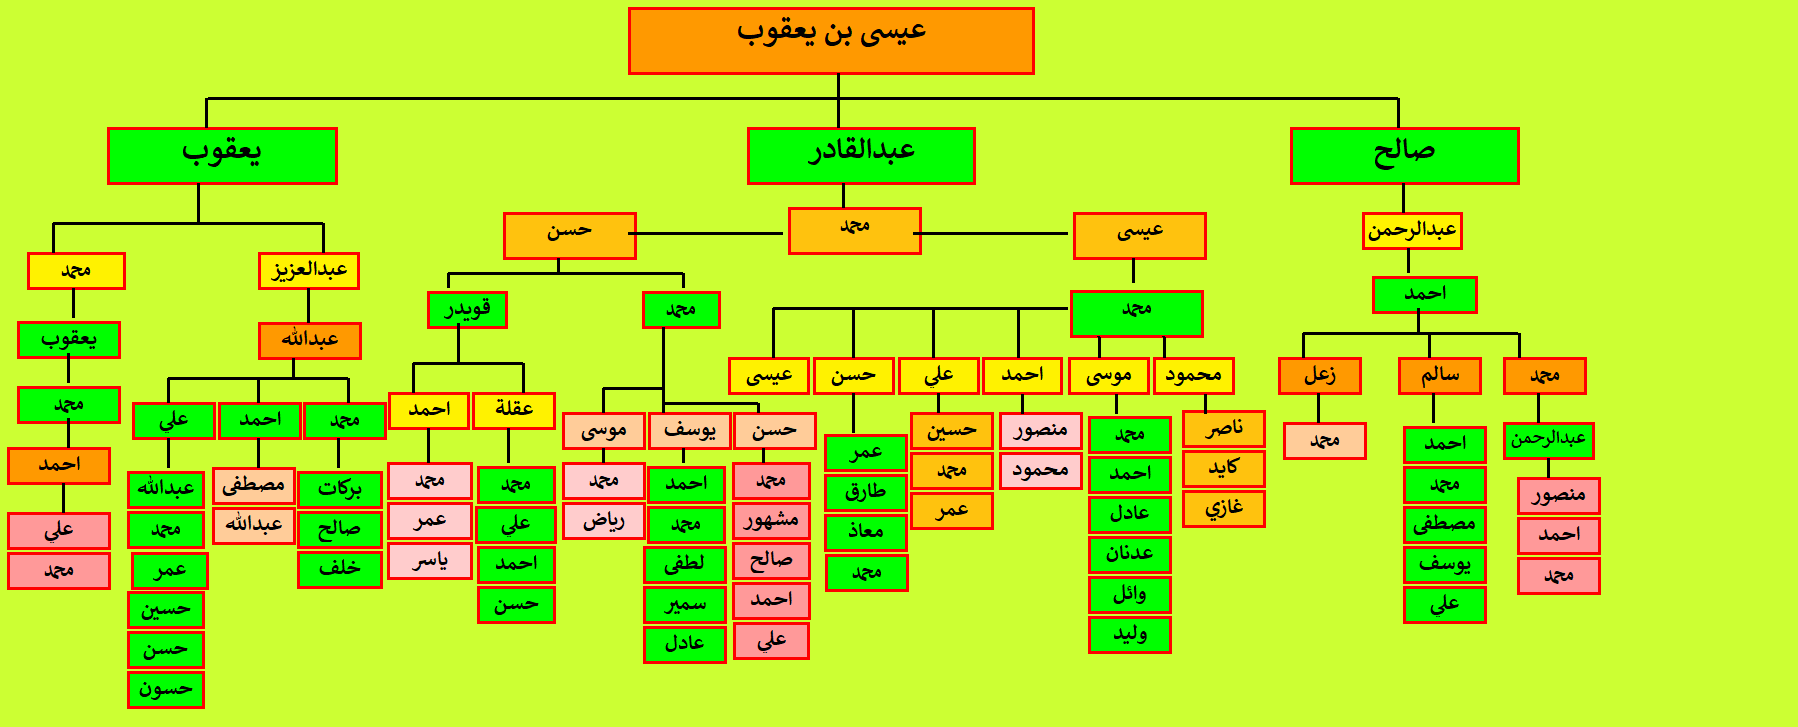 عيسى بن يعقوب
صالح
عبدالقادر
يعقوب
عبدالرحمن
عيسى
محمد
حسن
عبدالعزيز
محمد
احمد
محمد
محمد
قويدر
عبدالله
يعقوب
محمد
سالم
زعل
محمود
موسى
احمد
علي
حسن
عيسى
عقلة
احمد
محمد
احمد
علي
محمد
عبدالرحمن
احمد
محمد
مصطفى
يوسف
علي
محمد
منصور
احمد
محمد
ناصر
كايد
غازي
محمد
احمد
عادل
عدنان
وائل
وليد
منصور
محمود
حسين
محمد
عمر
عمر
طارق
معاذ
محمد
حسن
يوسف
موسى
محمد
مشهور
صالح
احمد
علي
احمد
محمد
لطفى
سمير
عادل
محمد
رياض
محمد
علي
احمد
حسن
محمد
عمر
ياسر
بركات
صالح
خلف
مصطفى
عبدالله
عبدالله
محمد
عمر
حسين
حسن
حسون
احمد
علي
محمد